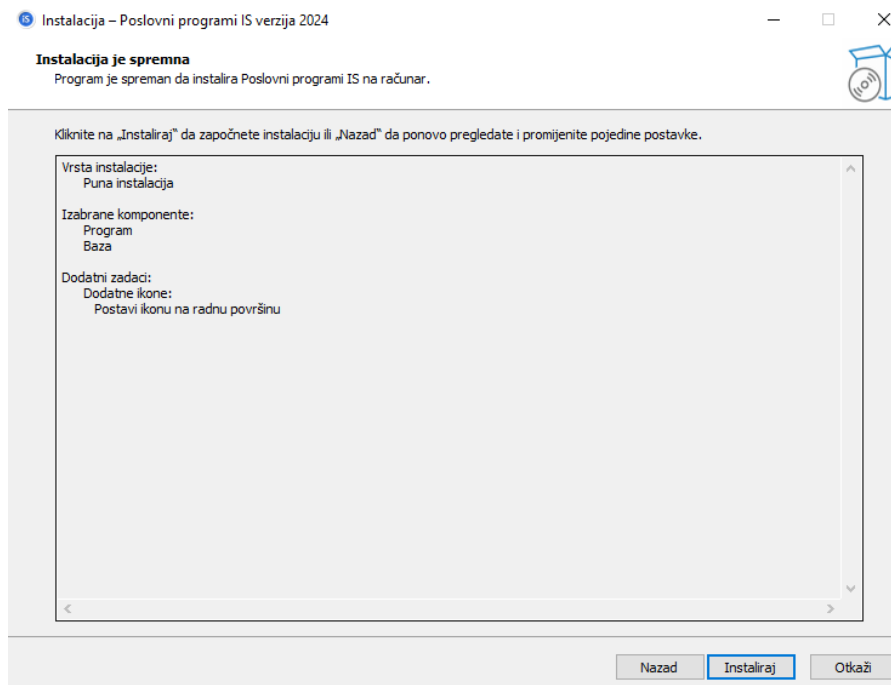 iS Instalacija – Poslovni programi IS verzija 2024
Instalacija je spremna
Program je spreman da instalira Poslovni programi IS na računar.
Kliknite na „Instaliraj“ da započnete instalaciju ili „Nazad“ da ponovo pregledate i promijenite pojedine postavke.
Vrsta instalacije:
Puna instalacija
Izabrane komponente:
Program
Baza
Dodatni zadaci:
Dodatne ikone:
Postavi ikonu na radnu površinu
Nazad Instaliraj Otkaži